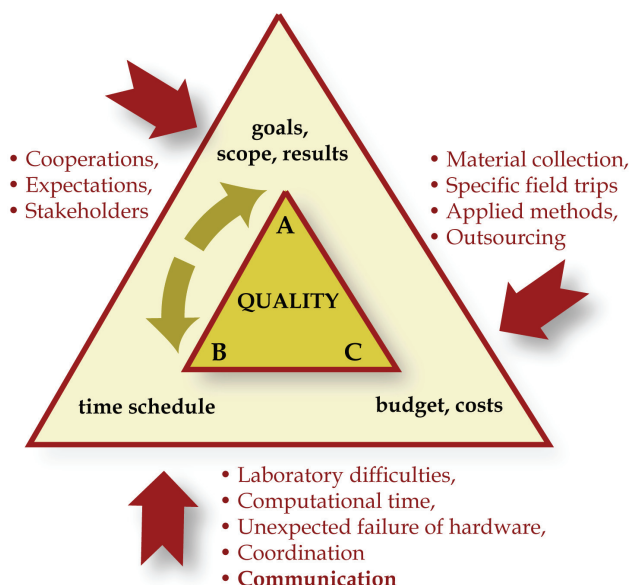 goals,
scope, results
• Cooperations,
• Expectations,
• Stakeholders
• Material collection,
• Specific field trips
• Applied methods,
• Outsourcing
A
QUALITY
B
C
time schedule
budget, costs
• Laboratory difficulties,
• Computational time,
• Unexpected failure of hardware,
• Coordination
• Communication